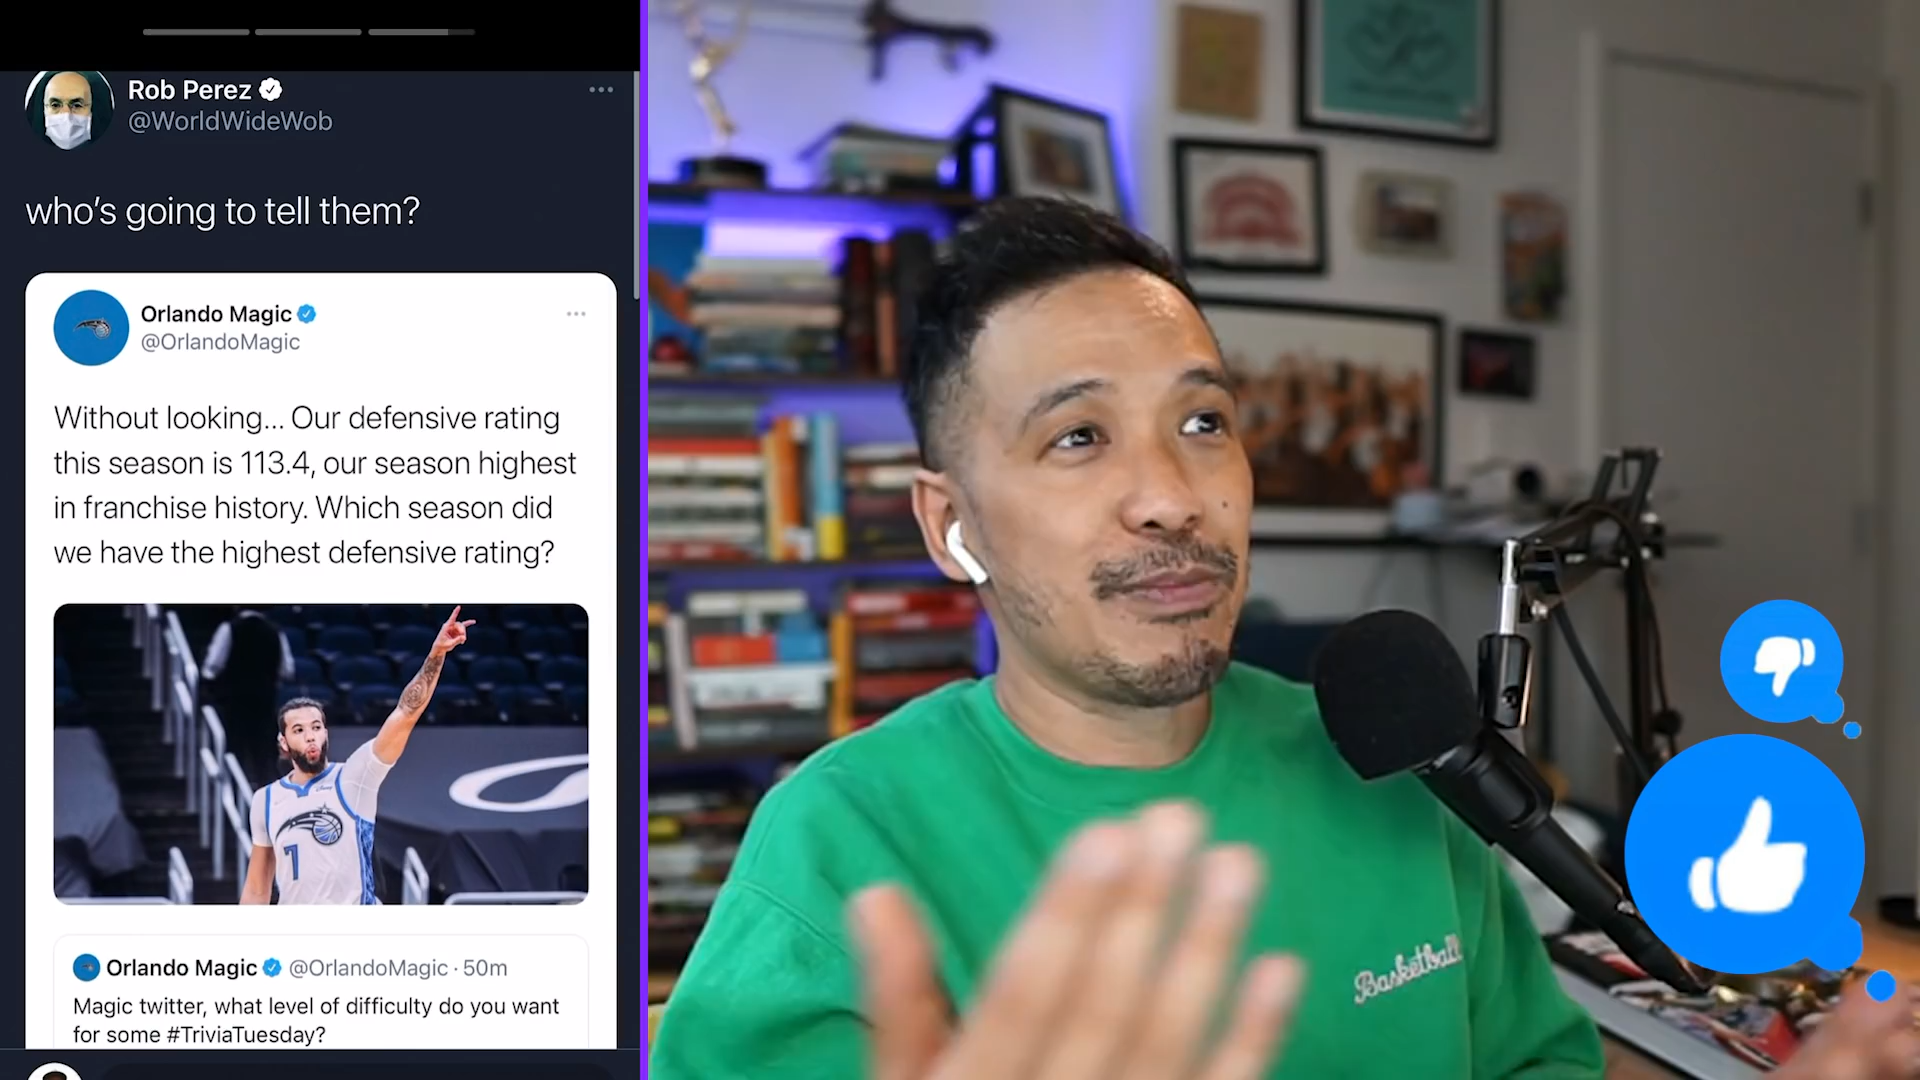 Rob Perez
@WorldWideWob
who's going to tell them?
Orlando Magic
@OrlandoMagic
Without looking... Our defensive rating
this season is 113.4, our season highest
in franchise history. Which season did
we have the highest defensive rating?
7
Orlando Magic @OrlandoMagic · 50m
Magic twitter, what level of difficulty do you want
for some #TriviaTuesday?
Basketball